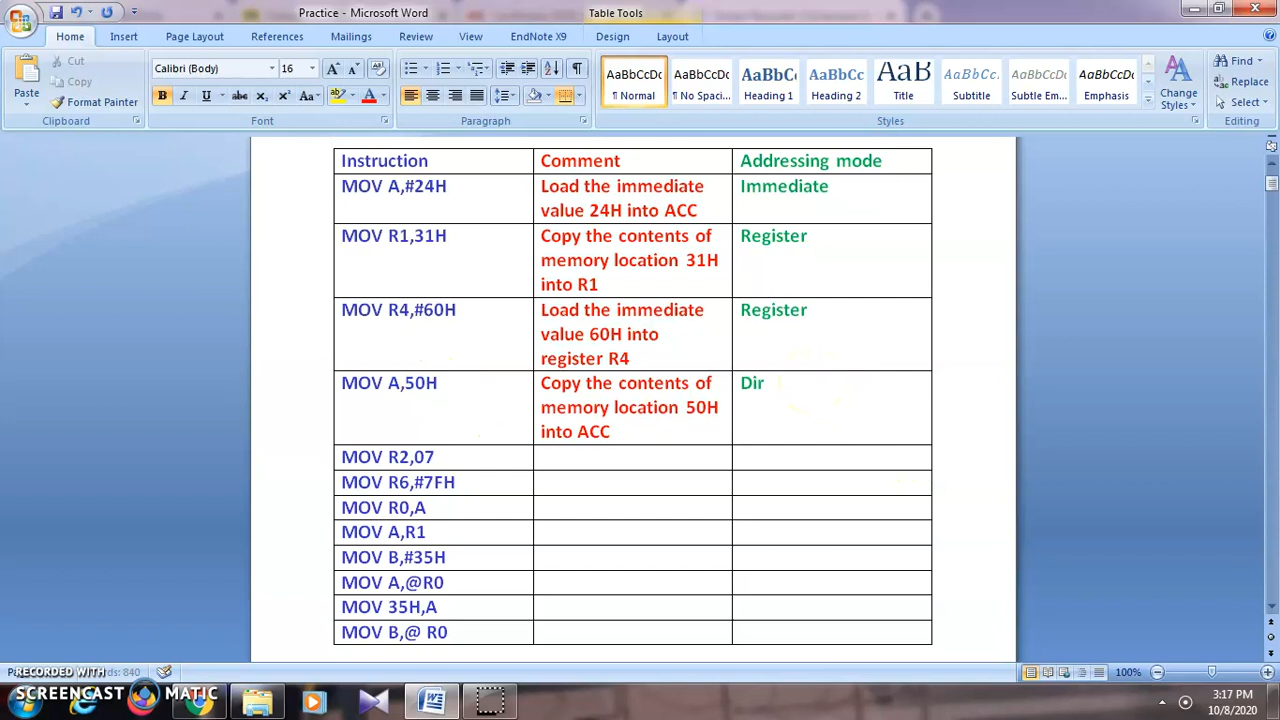 Practice - Microsoft Word
Table Tools
Home
Insert
Page Layout
References
Mailings
Review
View
EndNote X9
Design
Layout
Paste
Cut
Copy
Format Painter
Clipboard
Calibri (Body)
16
Font
Paragraph
AaBbCcDc
¶ Normal
AaBbCcDc
¶ No Spaci...
AaBbCc
Heading 1
AaBbCc
Heading 2
AaB
Title
AaBbCc.
Subtitle
AaBbCcDc
Subtle Em...
AaBbCcDc
Emphasis
Change
Styles
Styles
Find
Replace
Select
Editing
Instruction
Comment
Addressing mode
MOV A,#24H
Load the immediate
value 24H into ACC
Immediate
MOV R1,31H
Copy the contents of
memory location 31H
into R1
Register
MOV R4,#60H
Load the immediate
value 60H into
register R4
Register
MOV A,50H
Copy the contents of
memory location 50H
into ACC
Dir
MOV R2,07
MOV R6,#7FH
MOV R0,A
MOV A,R1
MOV B,#35H
MOV A,@R0
MOV 35H,A
MOV B,@ R0
RECORDED WITH
SCREENCAST MATIC
840
100%
3:17 PM
10/8/2020